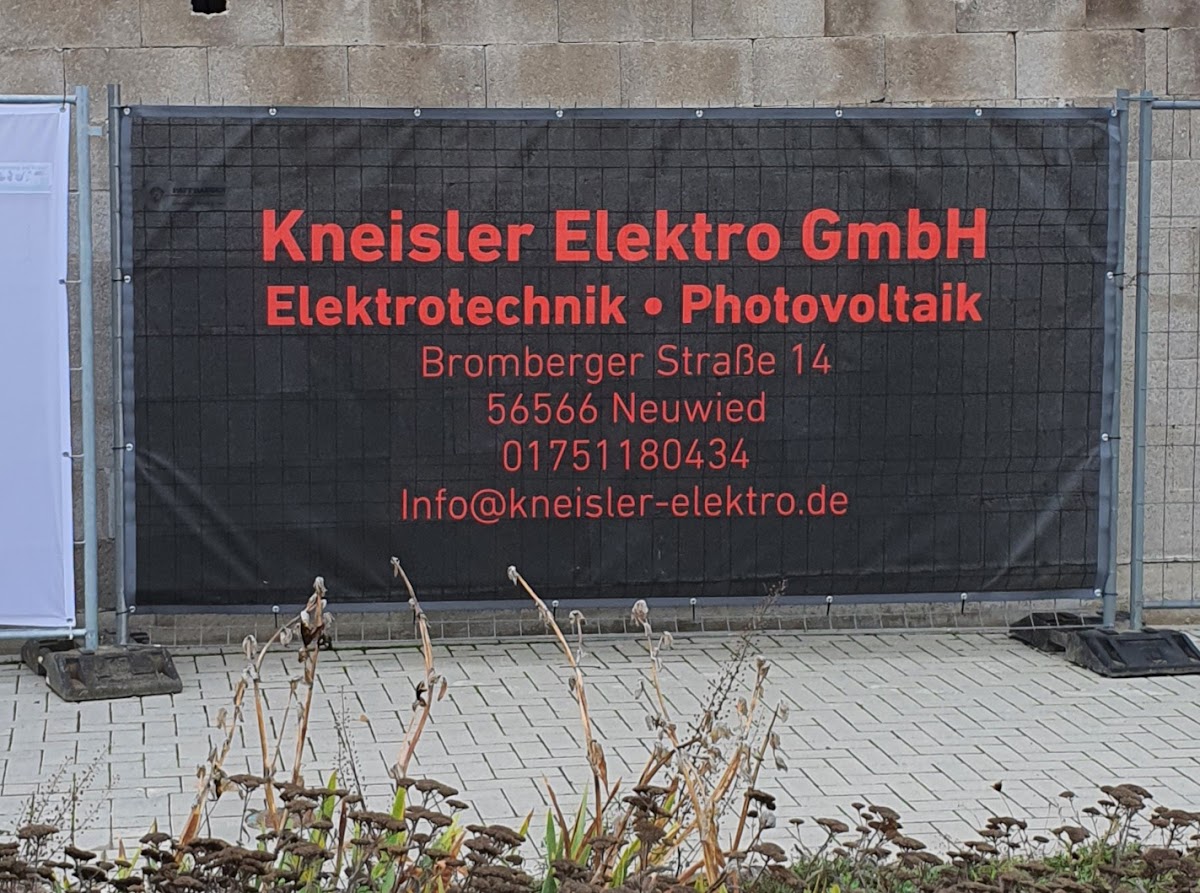 Kneisler Elektro GmbH
Elektrotechnik • Photovoltaik
Bromberger Straße 14
56566 Neuwied
01751180434
Info@kneisler-elektro.de